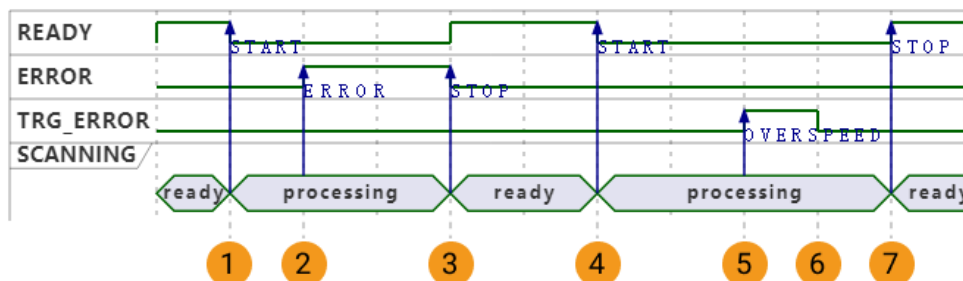 READY
START
START
STOP
ERROR
ERROR
STOP
TRG_ERROR
OVERSPEED
SCANNING
ready
processing
ready
processing
ready
1
2
3
4
5
6
7